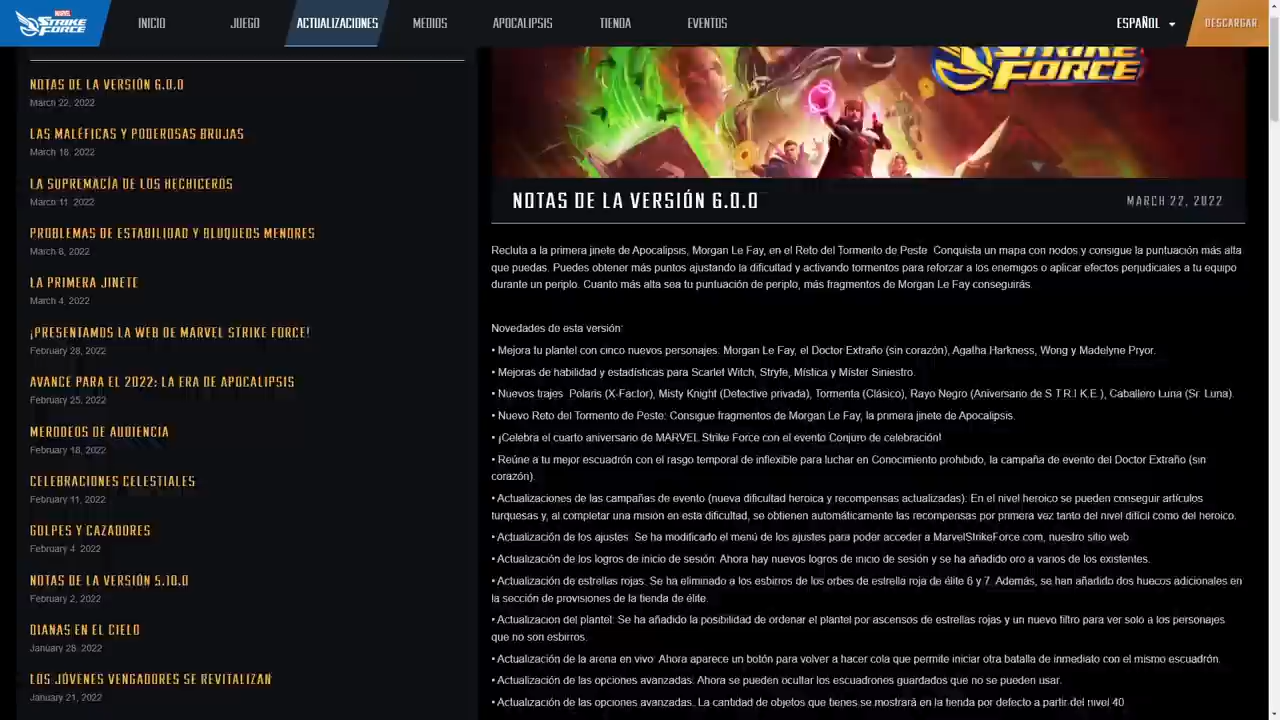 MARVEL
STRIKE
FORCE
INICIO
JUEGO
ACTUALIZACIONES
MEDIOS
APOCALIPSIS
TIENDA
EVENTOS
ESPAÑOL
DESCARGAR
NOTAS DE LA VERSIÓN 6.0.0
March 22, 2022
LAS MALÉFICAS Y PODEROSAS BRUJAS
March 18, 2022
LA SUPREMACÍA DE LOS HECHICEROS
March 11, 2022
PROBLEMAS DE ESTABILIDAD Y BLOQUEOS MENORES
March 8, 2022
LA PRIMERA JINETE
March 4, 2022
¡PRESENTAMOS LA WEB DE MARVEL STRIKE FORCE!
February 28, 2022
AVANCE PARA EL 2022: LA ERA DE APOCALIPSIS
February 25, 2022
MERODEOS DE AUDIENCIA
February 18, 2022
CELEBRACIONES CELESTIALES
February 11, 2022
GOLPES Y CAZADORES
February 4, 2022
NOTAS DE LA VERSIÓN 5.10.0
February 2, 2022
DIANAS EN EL CIELO
January 28, 2022
LOS JÓVENES VENGADORES SE REVITALIZAN
January 21, 2022
STRIKE
FORCE
NOTAS DE LA VERSIÓN 6.0.0
MARCH 22, 2022
Recluta a la primera jinete de Apocalipsis, Morgan Le Fay, en el Reto del Tormento de Peste. Conquista un mapa con nodos y consigue la puntuación más alta
que puedas. Puedes obtener más puntos ajustando la dificultad y activando tormentos para reforzar a los enemigos o aplicar efectos perjudiciales a tu equipo
durante un periplo. Cuanto más alta sea tu puntuación de periplo, más fragmentos de Morgan Le Fay conseguirás.
Novedades de esta versión:
• Mejora tu plantel con cinco nuevos personajes: Morgan Le Fay, el Doctor Extraño (sin corazón), Agatha Harkness, Wong y Madelyne Pryor.
• Mejoras de habilidad y estadísticas para Scarlet Witch, Stryfe, Mística y Míster Siniestro.
• Nuevos trajes: Polaris (X-Factor), Misty Knight (Detective privada), Tormenta (Clásico), Rayo Negro (Aniversario de S.T.R.I.K.E.), Caballero Luna (Sr. Luna).
• Nuevo Reto del Tormento de Peste: Consigue fragmentos de Morgan Le Fay, la primera jinete de Apocalipsis.
• ¡Celebra el cuarto aniversario de MARVEL Strike Force con el evento Conjuro de celebración!
• Reúne a tu mejor escuadrón con el rasgo temporal de inflexible para luchar en Conocimiento prohibido, la campaña de evento del Doctor Extraño (sin
corazón).
• Actualizaciones de las campañas de evento (nueva dificultad heroica y recompensas actualizadas): En el nivel heroico se pueden conseguir artículos
turquesas y, al completar una misión en esta dificultad, se obtienen automáticamente las recompensas por primera vez tanto del nivel difícil como del heroico.
• Actualización de los ajustes: Se ha modificado el menú de los ajustes para poder acceder a MarvelStrikeForce.com, nuestro sitio web
• Actualización de los logros de inicio de sesión: Ahora hay nuevos logros de inicio de sesión y se ha añadido oro a varios de los existentes.
• Actualización de estrellas rojas: Se ha eliminado a los esbirros de los orbes de estrella roja de élite 6 y 7. Además, se han añadido dos huecos adicionales en
la sección de provisiones de la tienda de élite.
• Actualización del plantel: Se ha añadido la posibilidad de ordenar el plantel por ascensos de estrellas rojas y un nuevo filtro para ver solo a los personajes
que no son esbirros.
• Actualización de la arena en vivo: Ahora aparece un botón para volver a hacer cola que permite iniciar otra batalla de inmediato con el mismo escuadrón.
• Actualización de las opciones avanzadas: Ahora se pueden ocultar los escuadrones guardados que no se pueden usar.
• Actualización de las opciones avanzadas: La cantidad de objetos que tienes se mostrará en la tienda por defecto a partir del nivel 40